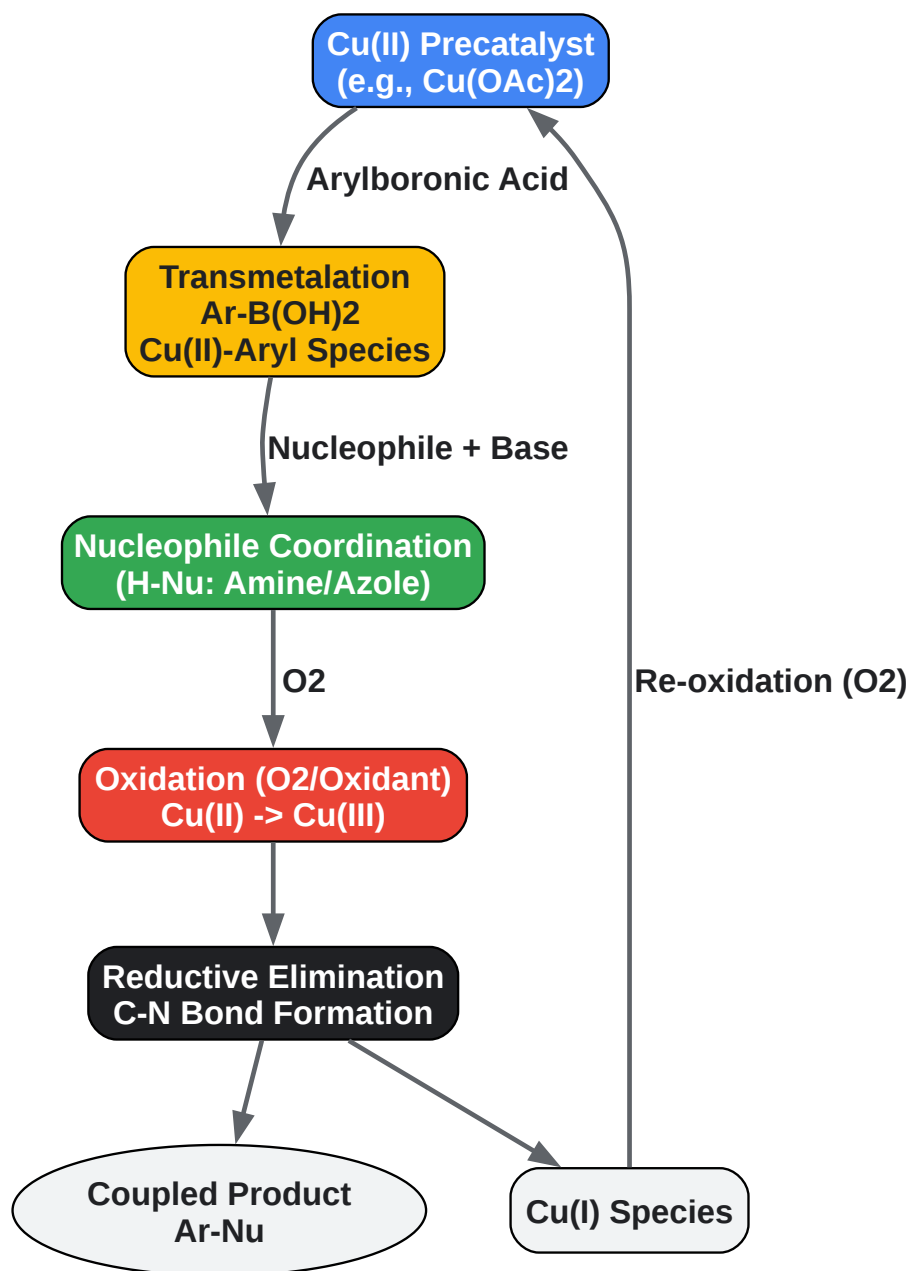 Cu(II) Precatalyst
(e.g., Cu(OAc)2)
Arylboronic Acid
Transmetalation
Ar-B(OH)2
Cu(II)-Aryl Species
Nucleophile + Base
Nucleophile Coordination
(H-Nu: Amine/Azole)
O2
Re-oxidation (O2)
Oxidation (O2/Oxidant)
Cu(II) -> Cu(III)
Reductive Elimination
C-N Bond Formation
Coupled Product
Ar-Nu
Cu(I) Species